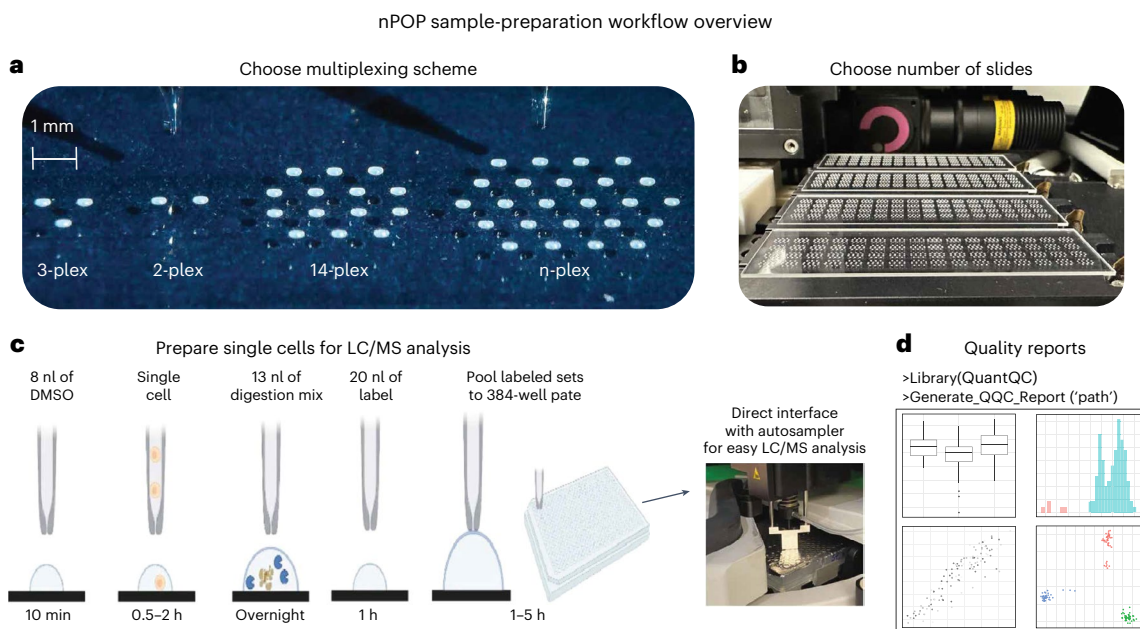 nPOP sample-preparation workflow overview
a
Choose multiplexing scheme
1 mm
3-plex
2-plex
14-plex
n-plex
b
Choose number of slides
c
Prepare single cells for LC/MS analysis
8 nl of
DMSO
Single
cell
13 nl of
digestion mix
20 nl of
label
Pool labeled sets
to 384-well pate
10 min
0.5–2 h
Overnight
1 h
1–5 h
Direct interface
with autosampler
for easy LC/MS analysis
d
Quality reports
>Library(QuantQC)
>Generate_QQC_Report ('path')